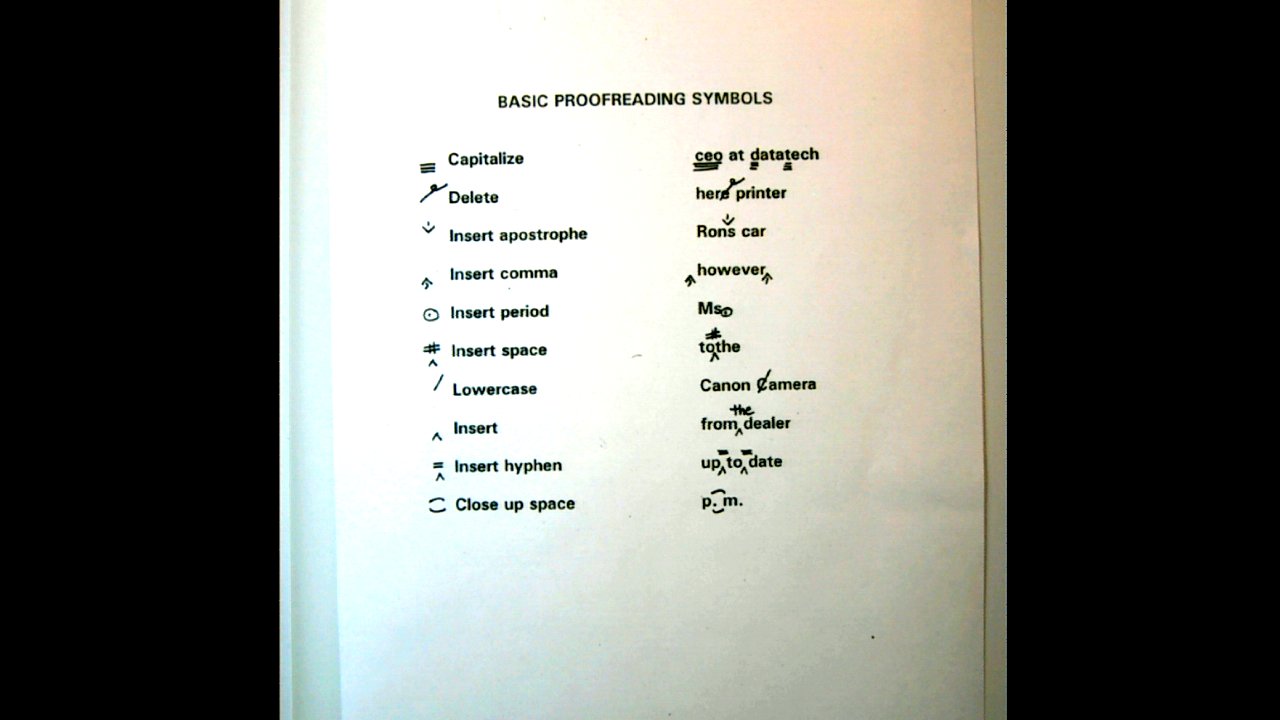 BASIC PROOFREADING SYMBOLS
Capitalize ceo at datatech
Delete here printer
Insert apostrophe Rons car
Insert comma however
Insert period Ms
# Insert space tothe #
/ Lowercase Canon Camera
^ Insert from the dealer
= Insert hyphen up to date
Close up space p. m.